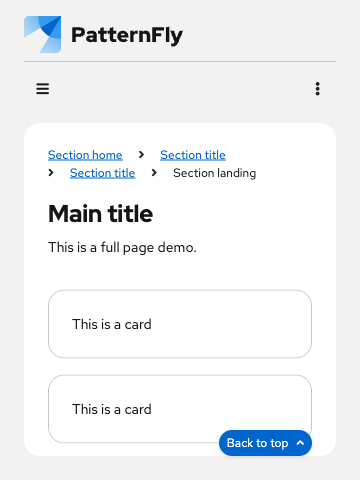 PatternFly
Section home > Section title
> Section title > Section landing
Main title
This is a full page demo.
This is a card
This is a card
Back to top